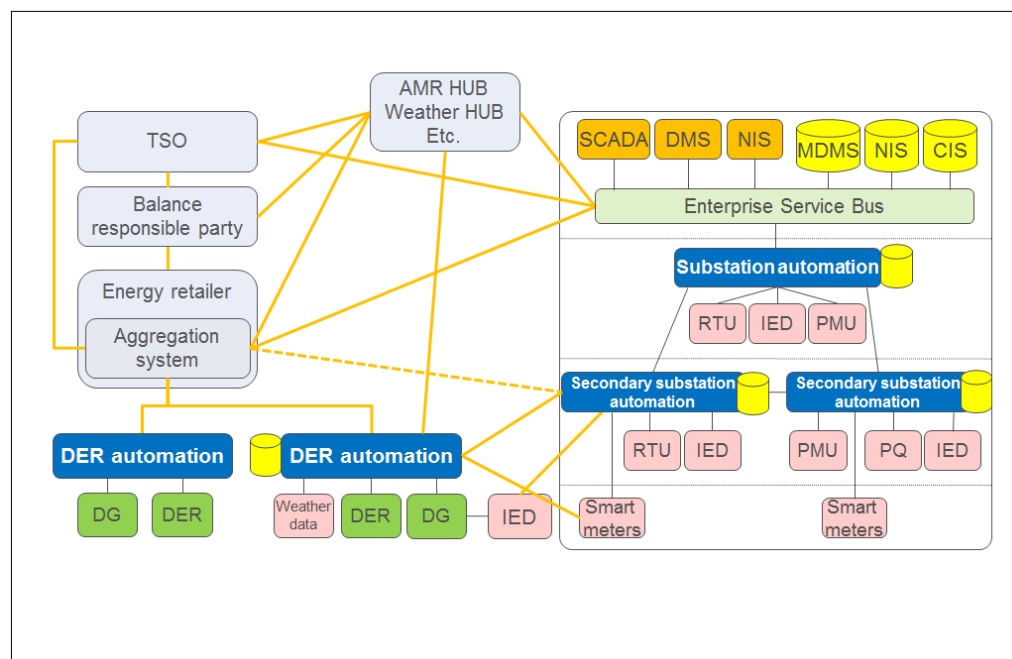 AMR HUB
Weather HUB
Etc.
TSO
Balance
responsible party
Energy retailer
Aggregation
system
SCADA
DMS
NIS
MDMS
NIS
CIS
Enterprise Service Bus
Substation automation
RTU
IED
PMU
Secondary substation
automation
Secondary substation
automation
RTU
IED
PMU
PQ
IED
DER automation
DER automation
DG
DER
Weather
data
DER
DG
IED
Smart
meters
Smart
meters